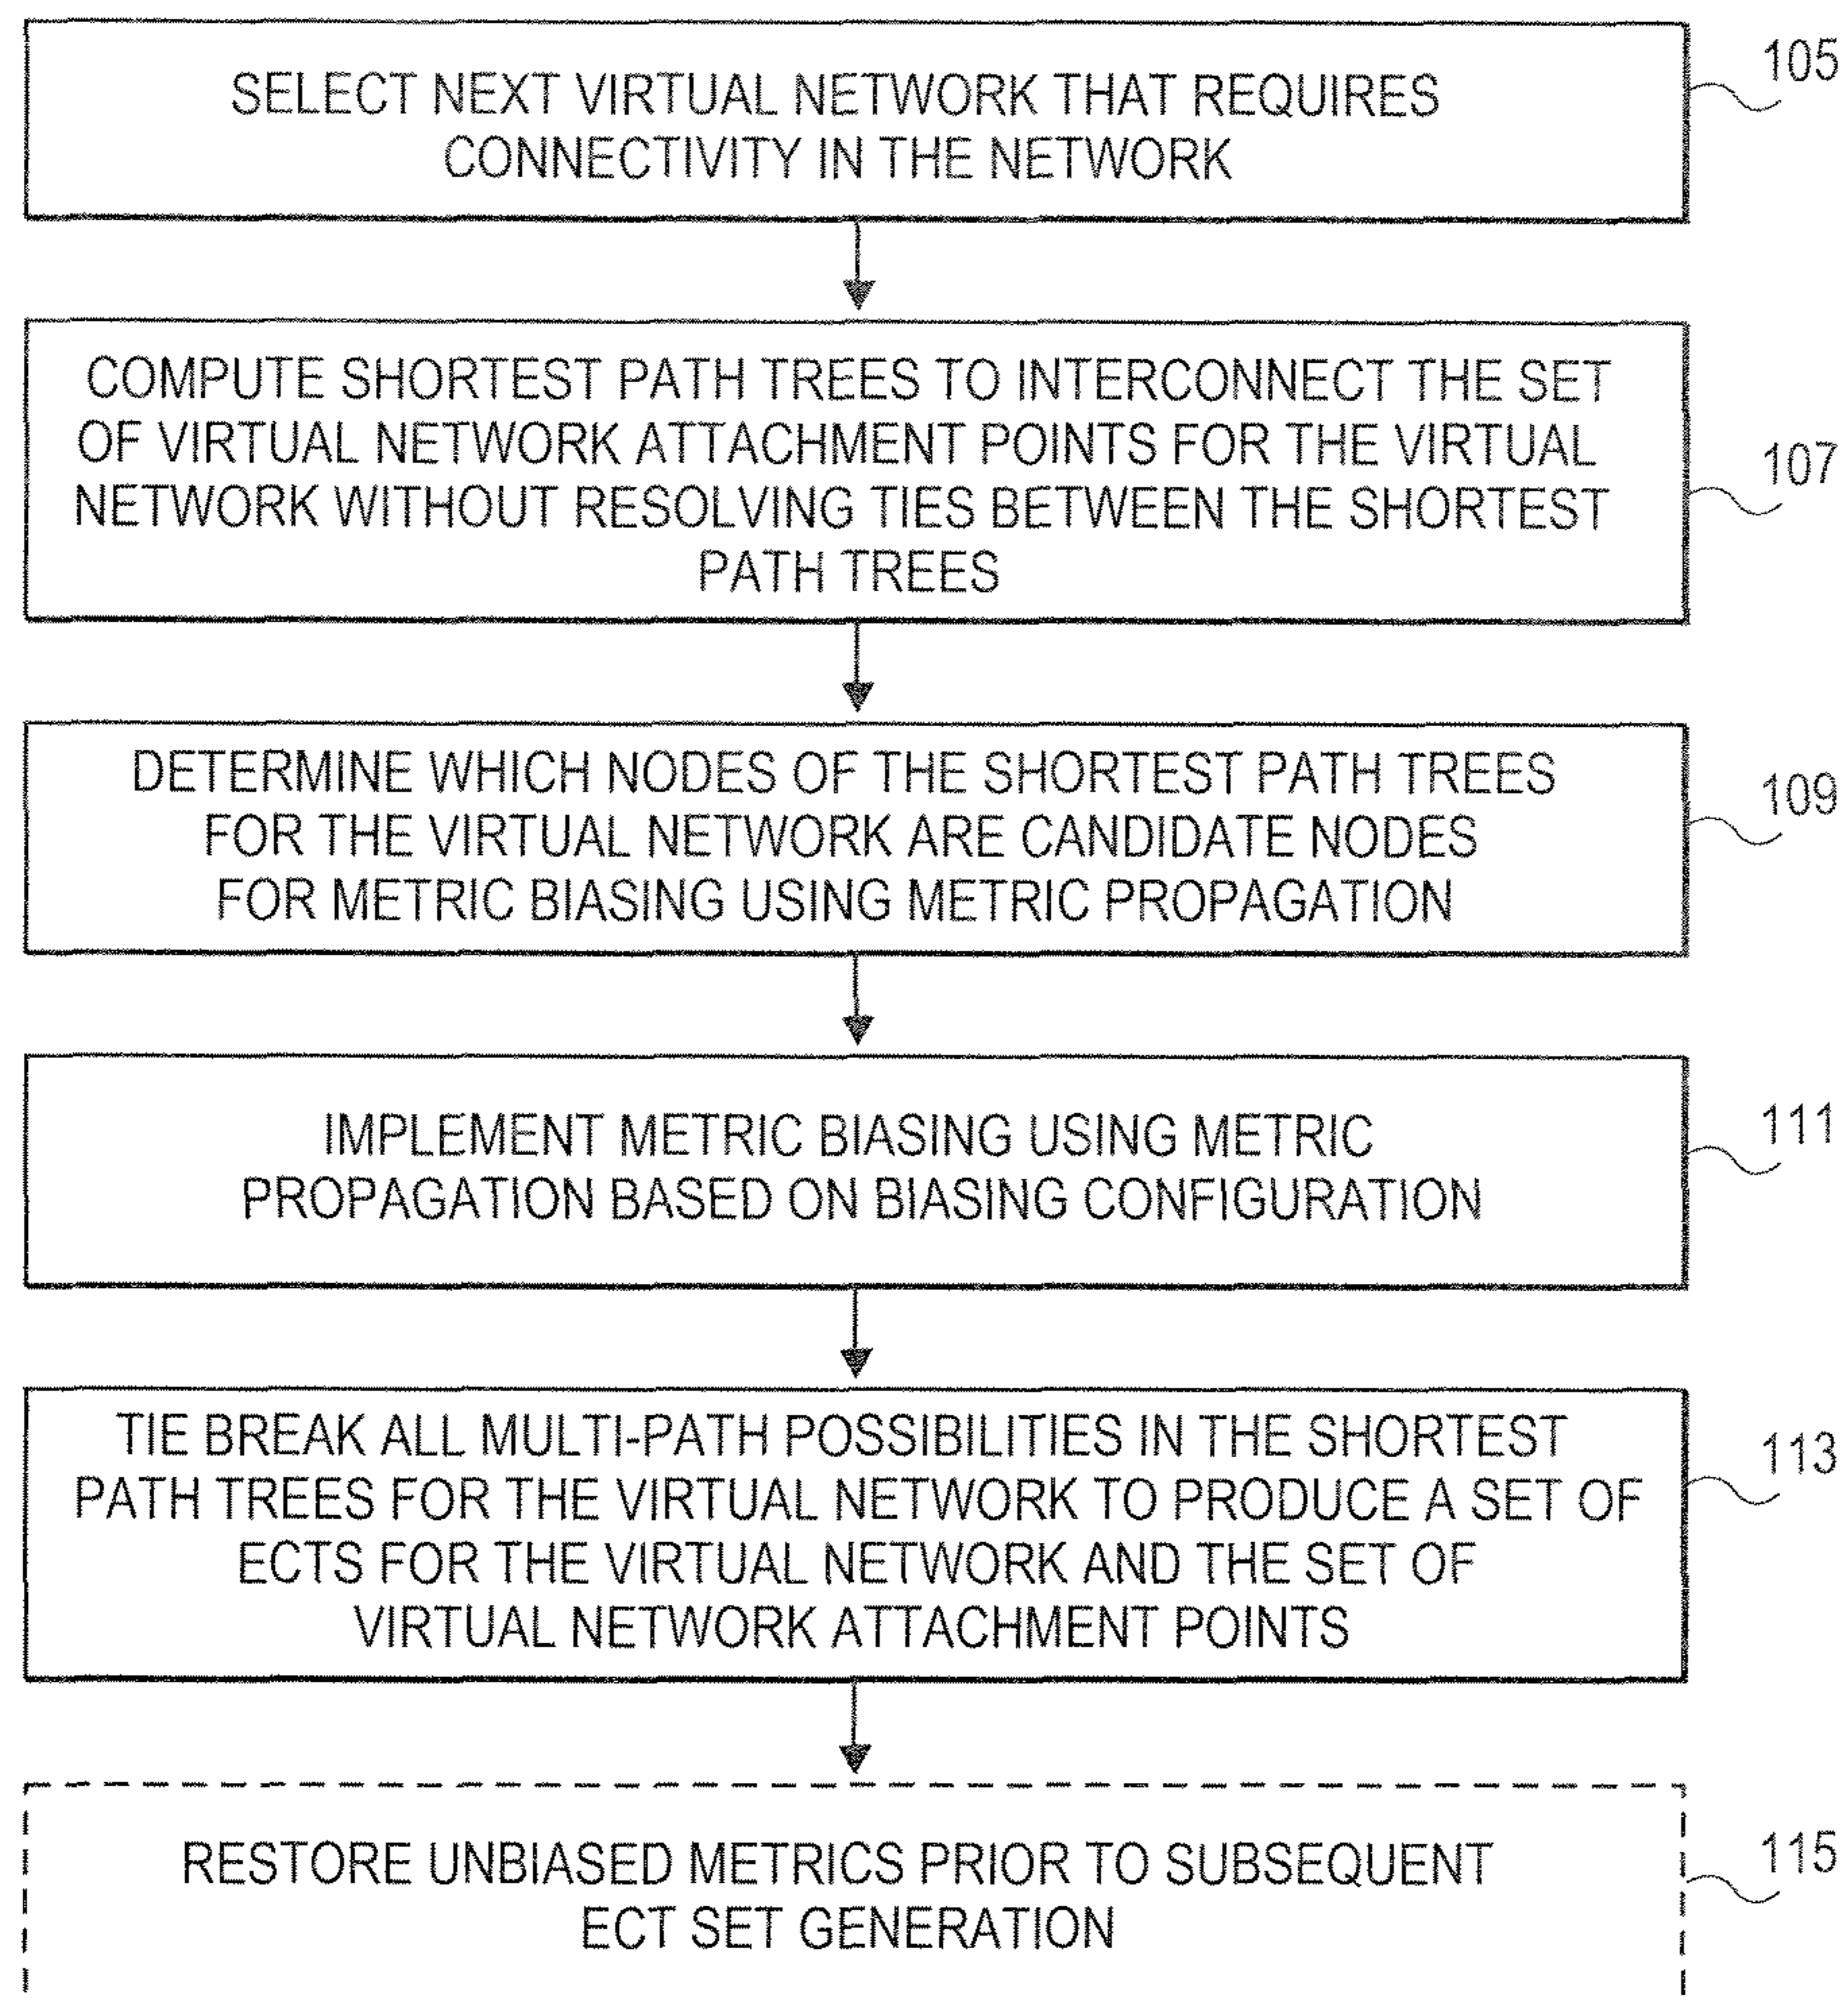 SELECT NEXT VIRTUAL NETWORK THAT REQUIRES
CONNECTIVITY IN THE NETWORK
105
COMPUTE SHORTEST PATH TREES TO INTERCONNECT THE SET
OF VIRTUAL NETWORK ATTACHMENT POINTS FOR THE VIRTUAL
NETWORK WITHOUT RESOLVING TIES BETWEEN THE SHORTEST
PATH TREES
107
DETERMINE WHICH NODES OF THE SHORTEST PATH TREES
FOR THE VIRTUAL NETWORK ARE CANDIDATE NODES
FOR METRIC BIASING USING METRIC PROPAGATION
109
IMPLEMENT METRIC BIASING USING METRIC
PROPAGATION BASED ON BIASING CONFIGURATION
111
TIE BREAK ALL MULTI-PATH POSSIBILITIES IN THE SHORTEST
PATH TREES FOR THE VIRTUAL NETWORK TO PRODUCE A SET OF
ECTS FOR THE VIRTUAL NETWORK AND THE SET OF
VIRTUAL NETWORK ATTACHMENT POINTS
113
RESTORE UNBIASED METRICS PRIOR TO SUBSEQUENT
ECT SET GENERATION
115